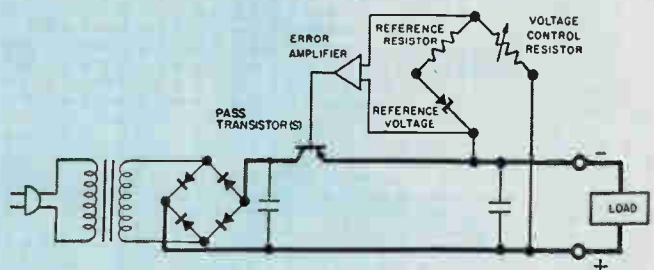 ERROR
AMPLIFIER
REFERENCE
RESISTOR
VOLTAGE
CONTROL
RESISTOR
PASS
TRANSISTOR(S)
REFERENCE
VOLTAGE
−
LOAD
+